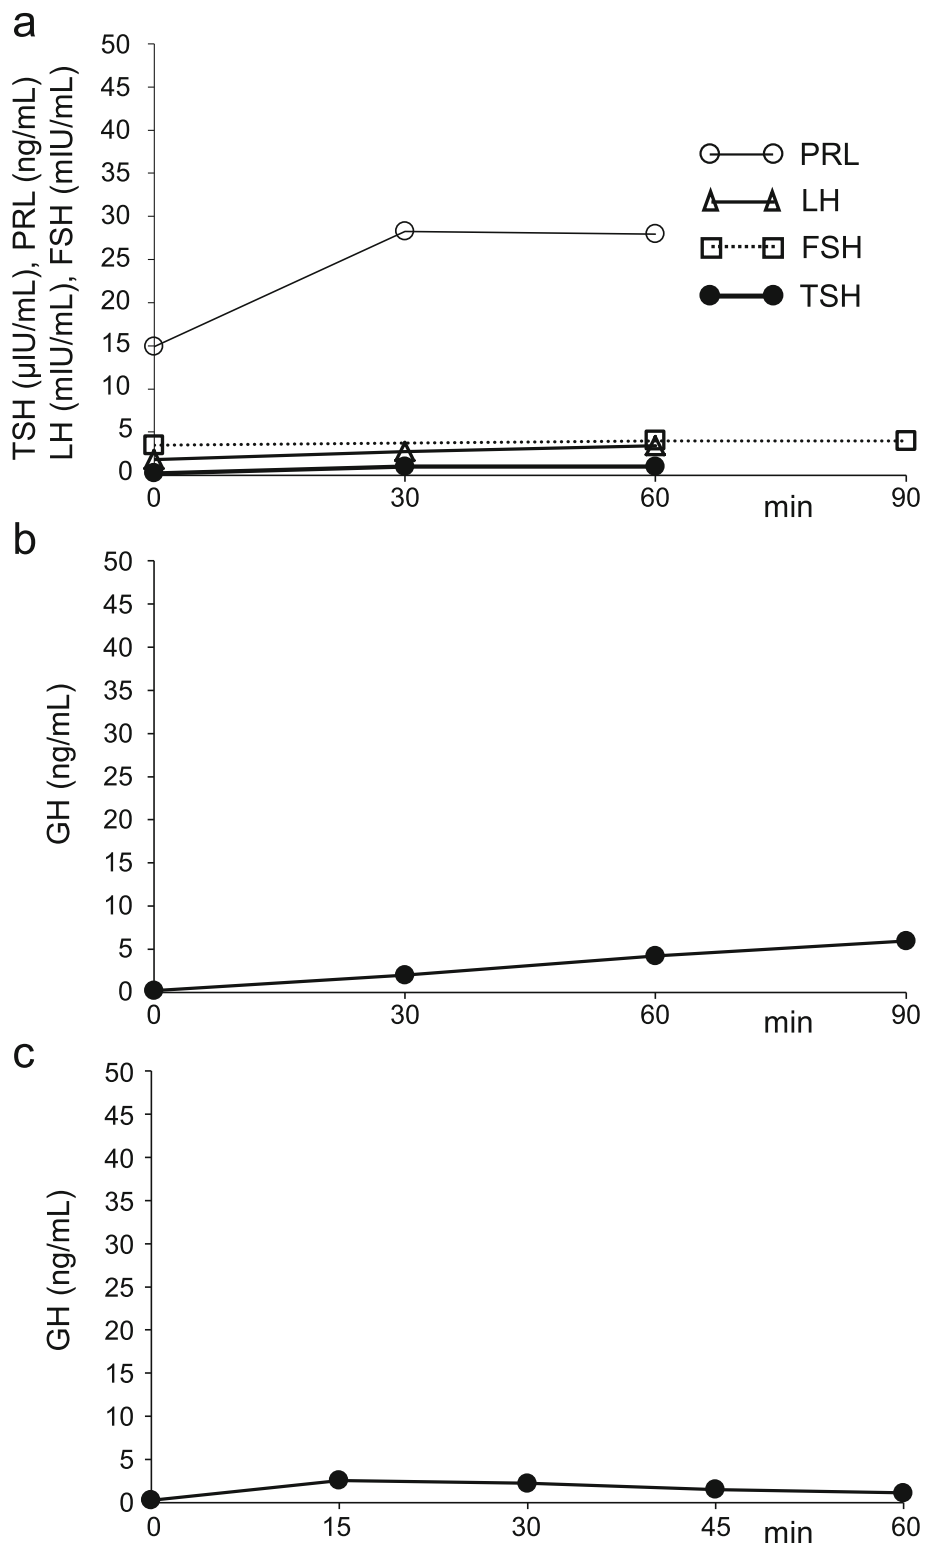 a
TSH (μIU/mL), PRL (ng/mL)
LH (mIU/mL), FSH (mIU/mL)
50
45
40
35
30
25
20
15
10
5
0
PRL
LH
FSH
TSH
0 30 60 min 90
b
GH (ng/mL)
50
45
40
35
30
25
20
15
10
5
0
0 30 60 min 90
c
GH (ng/mL)
50
45
40
35
30
25
20
15
10
5
0
0 15 30 45 min 60